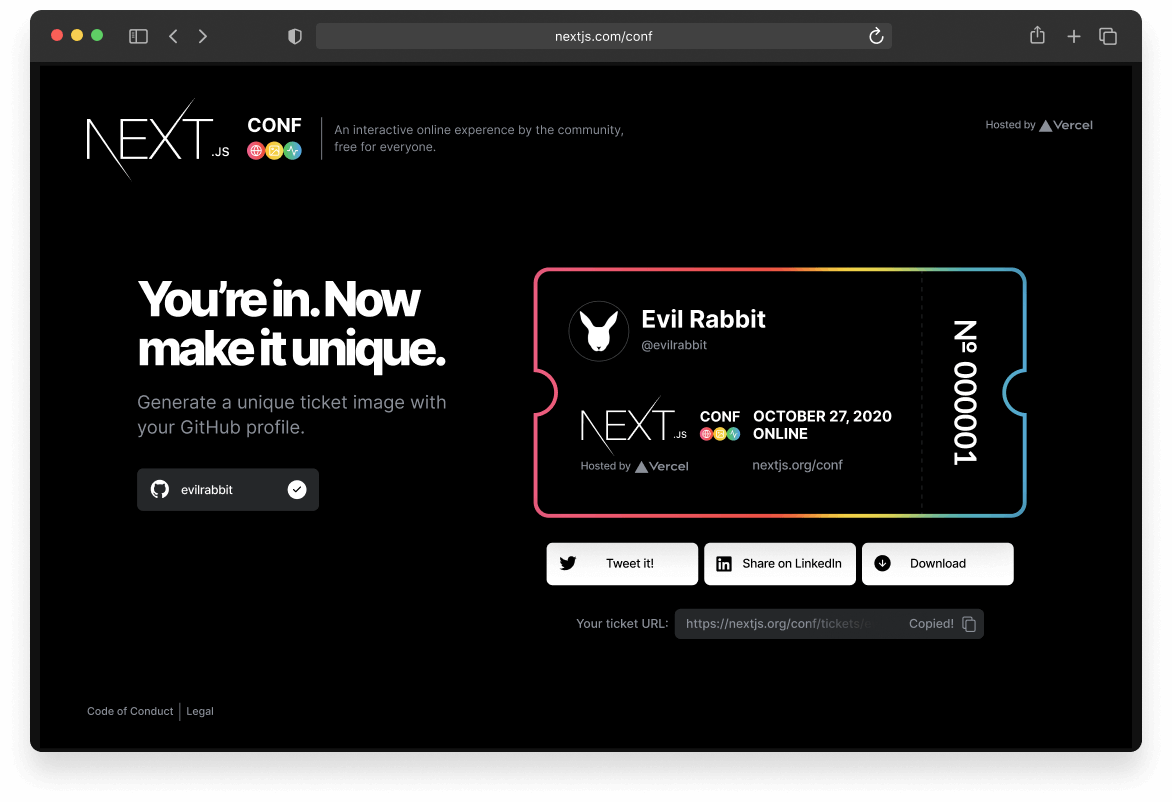 nextjs.com/conf
NEXT.JS
CONF
An interactive online experence by the community,
free for everyone.
Hosted by Vercel
You're in. Now
make it unique.
Generate a unique ticket image with
your GitHub profile.
evilrabbit
Evil Rabbit
@evilrabbit
NEXT.JS
CONF
OCTOBER 27, 2020
ONLINE
Hosted by Vercel
nextjs.org/conf
Nº 000001
Tweet it!
Share on LinkedIn
Download
Your ticket URL:
https://nextjs.org/conf/tickets/
Copied!
Code of Conduct
Legal